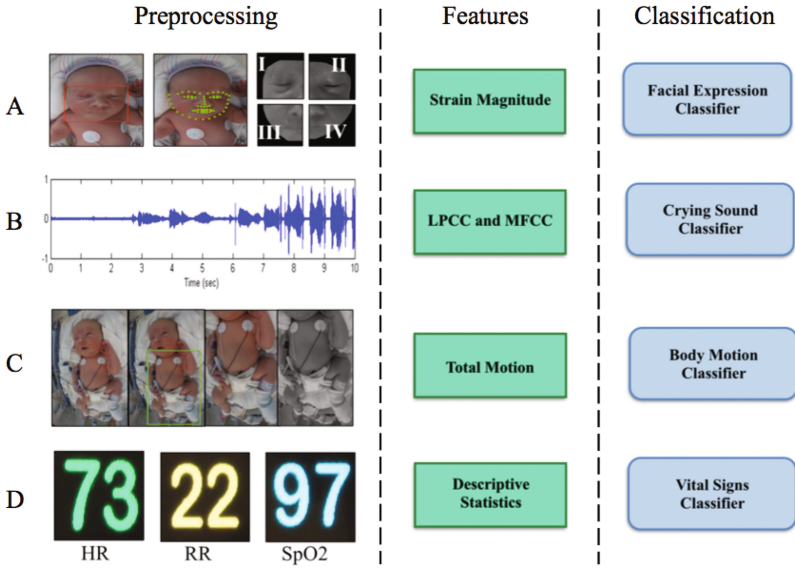 Preprocessing
Features
Classification
A
I
II
III
IV
Strain Magnitude
Facial Expression
Classifier
B
1
0
-1
0 1 2 3 4 5 6 7 8 9 10
Time (sec)
LPCC and MFCC
Crying Sound
Classifier
C
Total Motion
Body Motion
Classifier
D
73
22
97
HR
RR
SpO2
Descriptive
Statistics
Vital Signs
Classifier